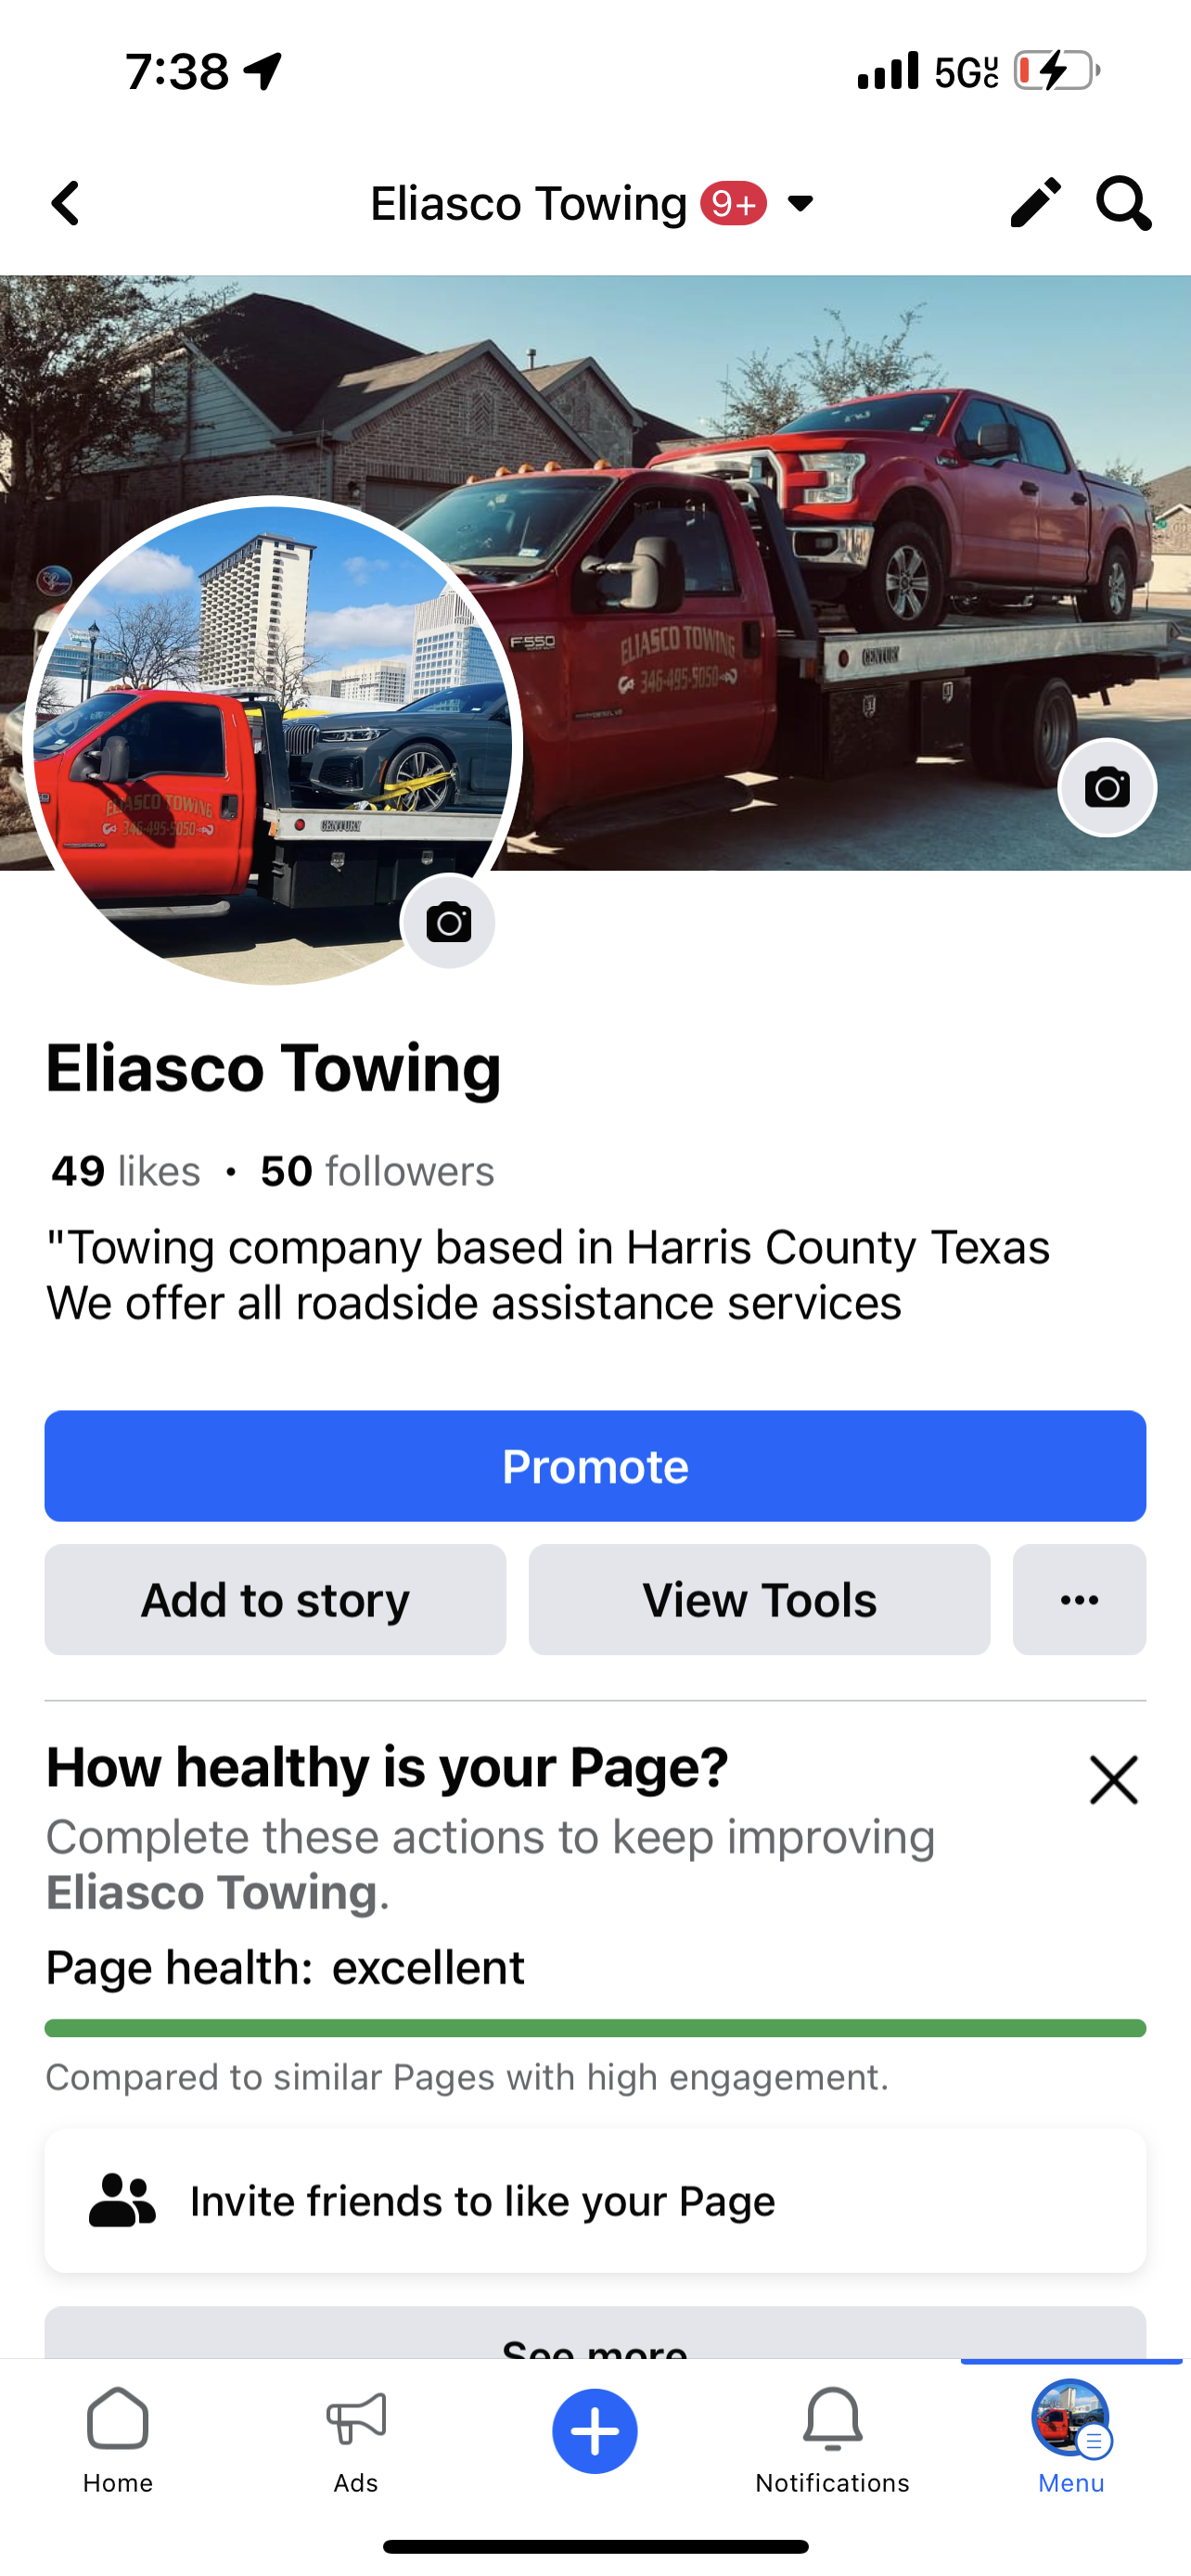 7:38
5G UC
Eliasco Towing 9+
F550
ELIASCO TOWING
346-495-5050
CENTURY
ELIASCO TOWING
346-495-5050
CENTURY
Eliasco Towing
49 likes • 50 followers
"Towing company based in Harris County Texas
We offer all roadside assistance services
Promote
Add to story
View Tools
How healthy is your Page?
Complete these actions to keep improving
Eliasco Towing.
Page health: excellent
Compared to similar Pages with high engagement.
Invite friends to like your Page
See more
Home
Ads
Notifications
Menu